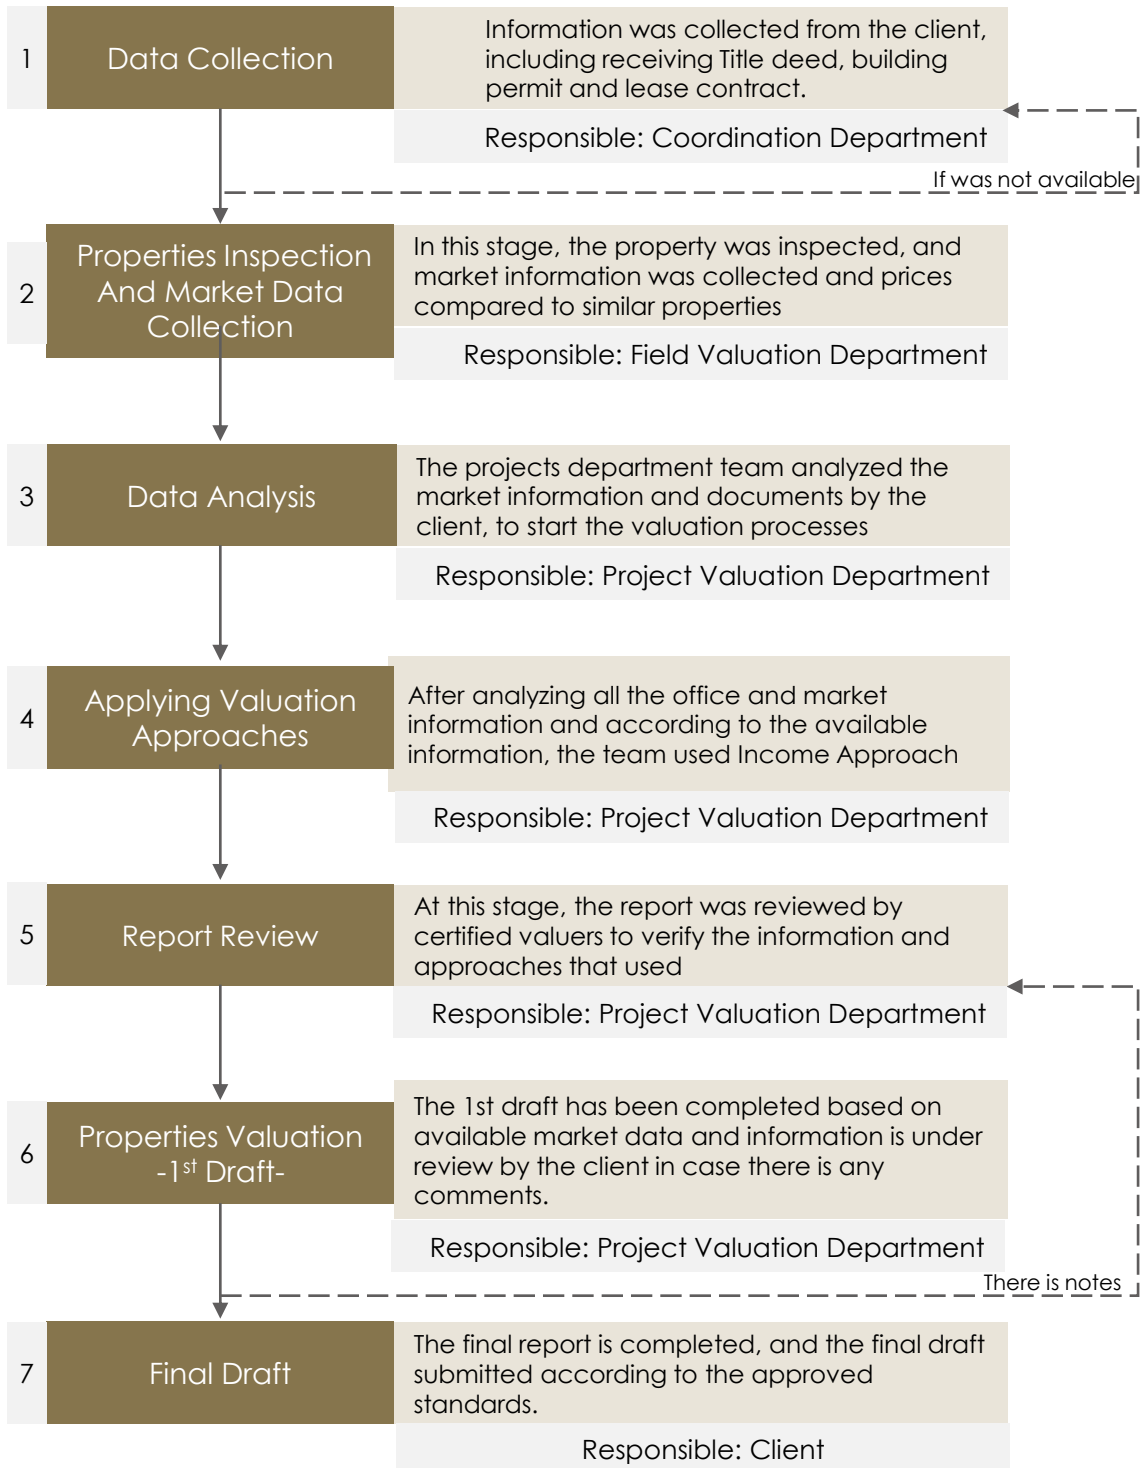 1
Data Collection
Information was collected from the client,
including receiving Title deed, building
permit and lease contract.
Responsible: Coordination Department
If was not available
2
Properties Inspection
And Market Data
Collection
In this stage, the property was inspected, and
market information was collected and prices
compared to similar properties
Responsible: Field Valuation Department
3
Data Analysis
The projects department team analyzed the
market information and documents by the
client, to start the valuation processes
Responsible: Project Valuation Department
4
Applying Valuation
Approaches
After analyzing all the office and market
information and according to the available
information, the team used Income Approach
Responsible: Project Valuation Department
5
Report Review
At this stage, the report was reviewed by
certified valuers to verify the information and
approaches that used
Responsible: Project Valuation Department
6
Properties Valuation
-1st Draft-
The 1st draft has been completed based on
available market data and information is under
review by the client in case there is any
comments.
Responsible: Project Valuation Department
There is notes
7
Final Draft
The final report is completed, and the final draft
submitted according to the approved
standards.
Responsible: Client